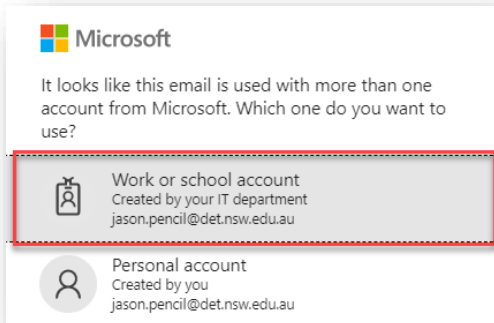 Microsoft
It looks like this email is used with more than one
account from Microsoft. Which one do you want to
use?
Work or school account
Created by your IT department
jason.pencil@det.nsw.edu.au
Personal account
Created by you
jason.pencil@det.nsw.edu.au